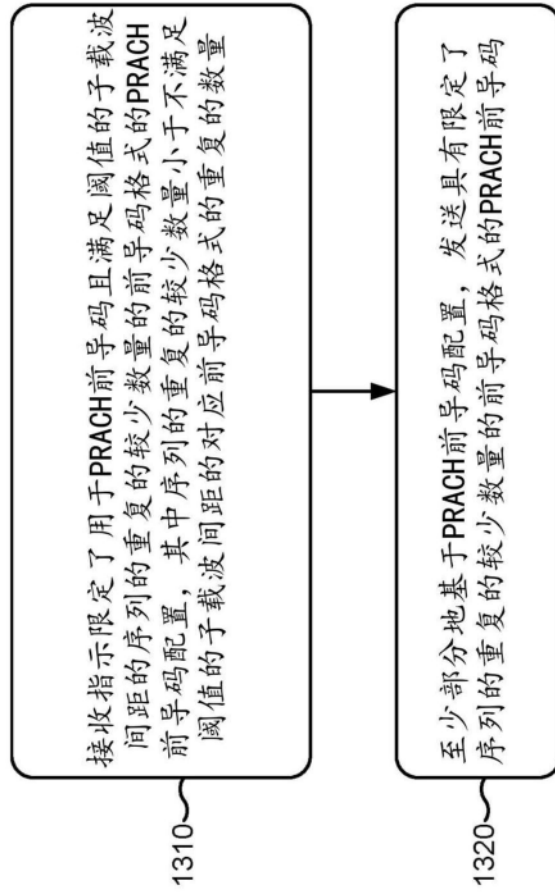 接收指示限定了用于PRACH前导码且满足阈值的子载波
间距的序列的重复的较少数量的前导码格式的PRACH
前导码配置，其中序列的重复的较少数量小于不满足
阈值的子载波间距的对应前导码格式的重复的数量
1310
至少部分地基于PRACH前导码配置，发送具有限定了
序列的重复的较少数量的前导码格式的PRACH前导码
1320